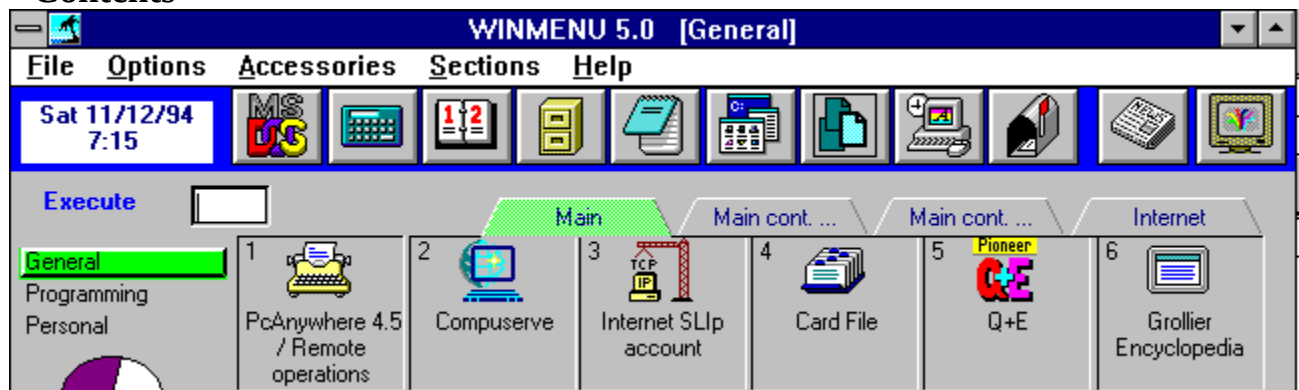 Contents
WINMENU 5.0 [General]
File Options Accessories Sections Help
Sat 11/12/94
7:15
MS
DOS
1 2
C:
Execute
Main
Main cont. ...
Main cont. ...
Internet
General
Programming
Personal
1
PcAnywhere 4.5
/ Remote
operations
2
Compuserve
3
TCP
IP
Internet SLIp
account
4
Card File
5
Pioneer
Q+E
Q+E
6
Grollier
Encyclopedia